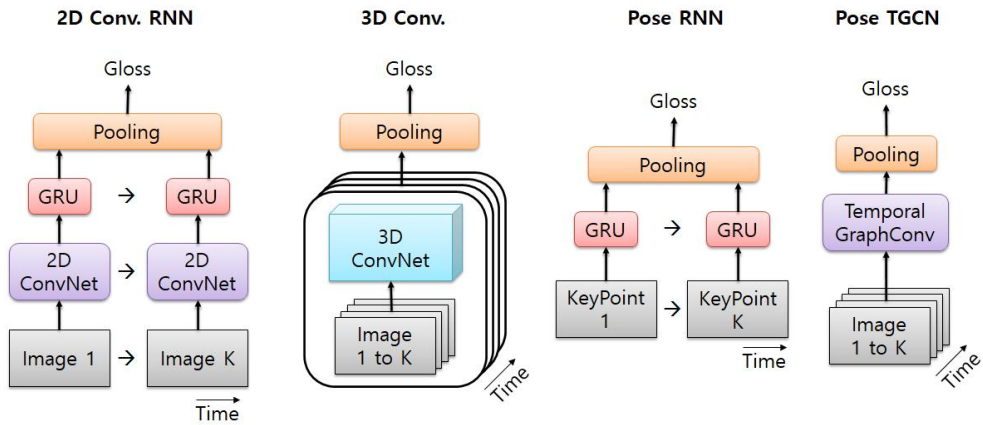 2D Conv. RNN
Gloss
Pooling
GRU → GRU
2D ConvNet → 2D ConvNet
Image 1 → Image K
Time
3D Conv.
Gloss
Pooling
3D
ConvNet
Image
1 to K
Time
Pose RNN
Gloss
Pooling
GRU → GRU
KeyPoint 1 → KeyPoint K
Time
Pose TGCN
Gloss
Pooling
Temporal
GraphConv
Image
1 to K
Time